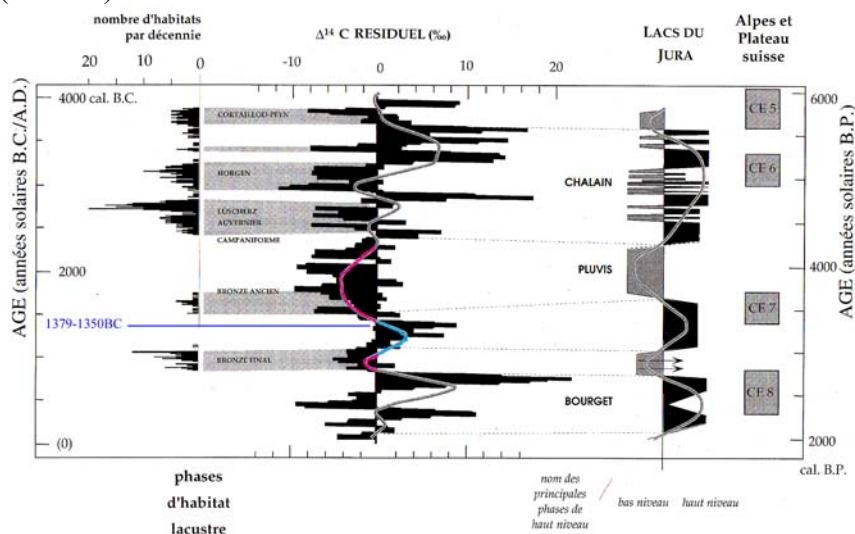 nombre d'habitats
par décennie
Δ¹⁴ C RESIDUEL (‰)
LACS DU
JURA
Alpes et
Plateau
suisse
20 10 0 -10 0 10 20
4000 cal. B.C.
6000
AGE (années solaires B.C./A.D.)
AGE (années solaires B.P.)
CORTAILLOD-PFYN
CE 5
HORGEN
CHALAIN
CE 6
LÜSCHERZ
AUVERNIER
CAMPANIFORME
2000
PLUVIS
4000
BRONZE ANCIEN
CE 7
1379-1350BC
BRONZE FINAL
BOURGET
CE 8
(0)
2000
cal. B.P.
phases
d'habitat
lacustre
nom des
principales
phases de
haut niveau
bas niveau haut niveau